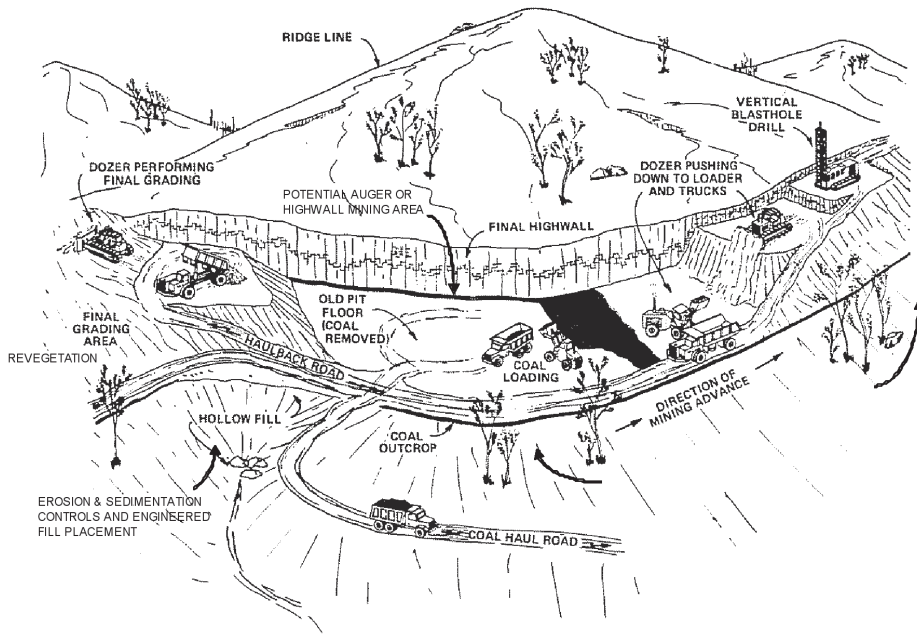 RIDGE LINE
VERTICAL
BLASTHOLE
DRILL
DOZER PERFORMING
FINAL GRADING
DOZER PUSHING
DOWN TO LOADER
AND TRUCKS
POTENTIAL AUGER OR
HIGHWALL MINING AREA
FINAL HIGHWALL
OLD PIT
FLOOR
(COAL
REMOVED)
FINAL
GRADING
AREA
REVEGETATION
HAULBACK ROAD
COAL
LOADING
DIRECTION OF
MINING ADVANCE
HOLLOW FILL
COAL
OUTCROP
EROSION & SEDIMENTATION
CONTROLS AND ENGINEERED
FILL PLACEMENT
COAL HAUL ROAD